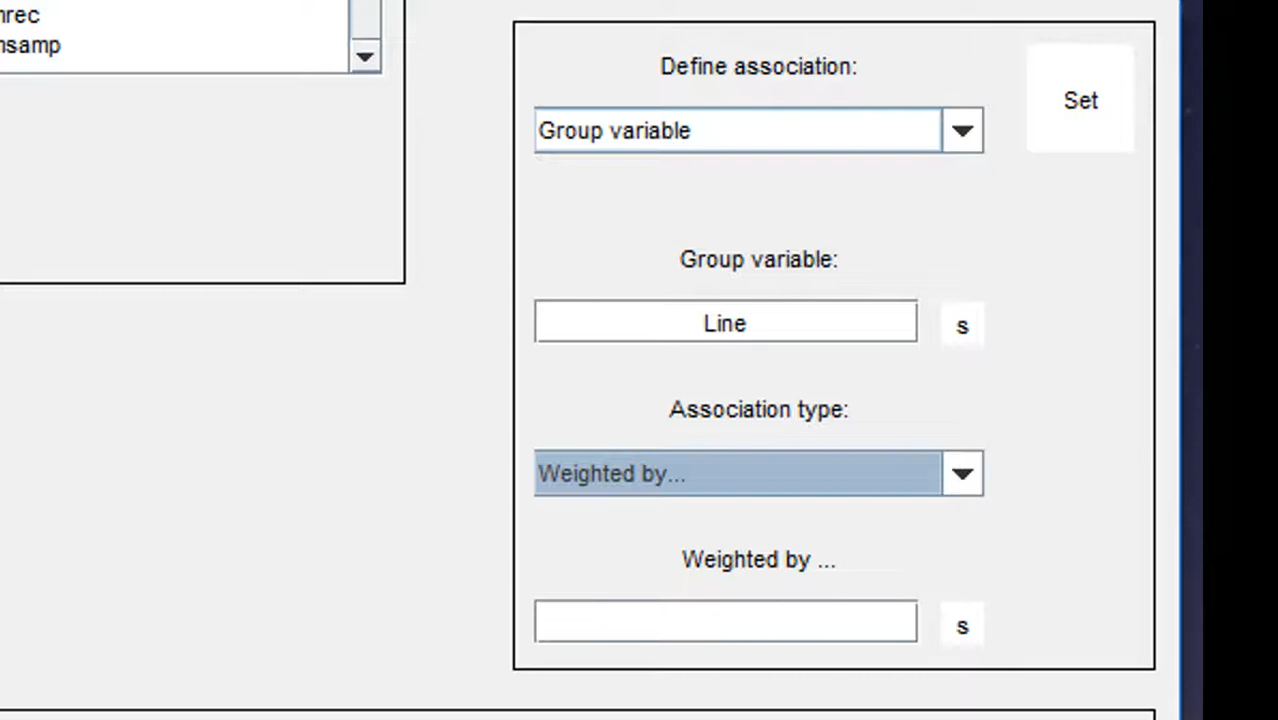 nrec
nsamp
Define association:
Set
Group variable
Group variable:
Line
s
Association type:
Weighted by...
Weighted by ...
s